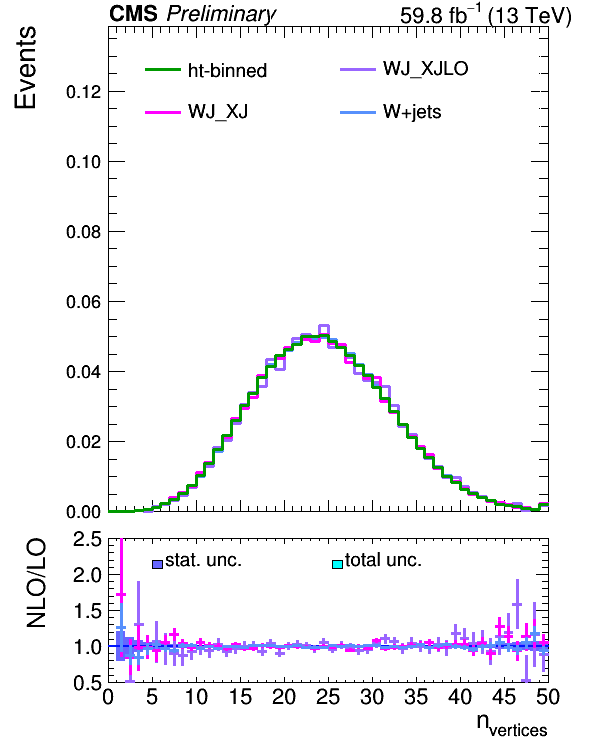 CMS Preliminary 59.8 fb⁻¹ (13 TeV)
Events
ht-binned WJ_XJLO
WJ_XJ W+jets
0.12
0.10
0.08
0.06
0.04
0.02
0.00
NLO/LO
stat. unc. total unc.
2.5
2.0
1.5
1.0
0.5
0 5 10 15 20 25 30 35 40 45 50
n_vertices